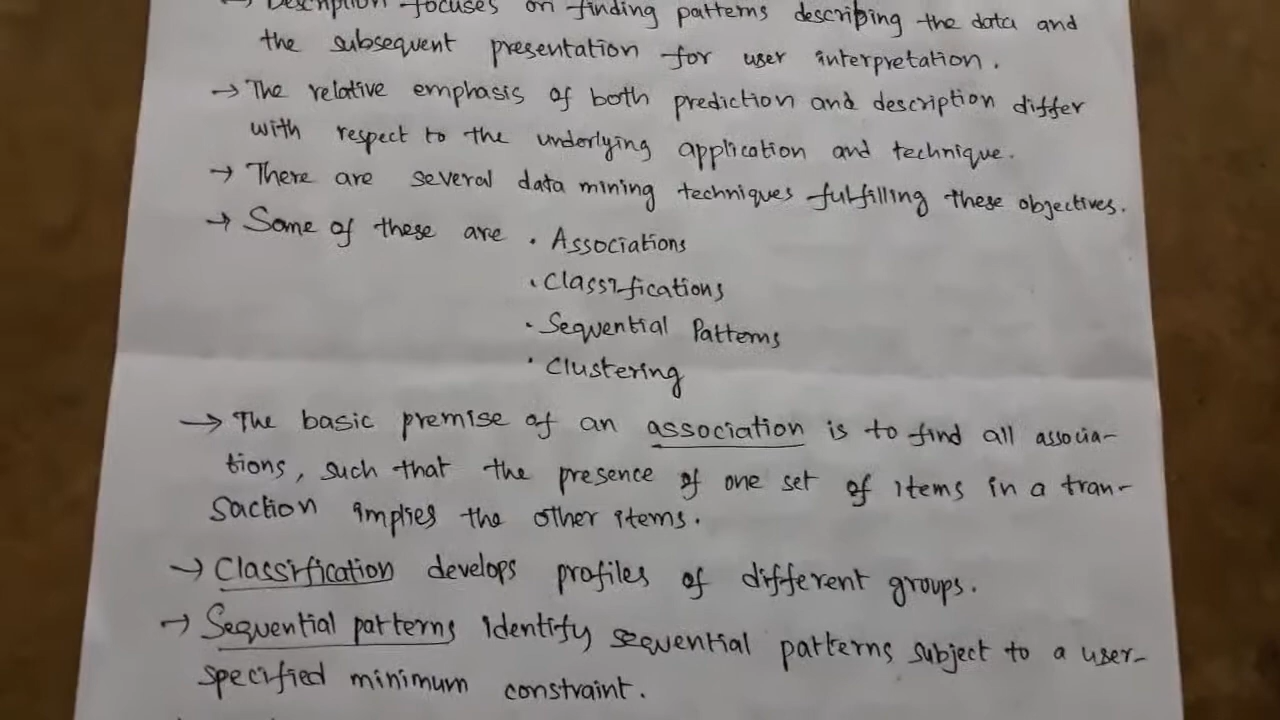 → Description focuses on finding patterns describing the data and
the subsequent presentation for user interpretation.
→ The relative emphasis of both prediction and description differ
with respect to the underlying application and technique.
→ There are several data mining techniques fulfilling these objectives.
→ Some of these are • Associations
• Classifications
• Sequential Patterns
• Clustering
→ The basic premise of an association is to find all associa-
tions, such that the presence of one set of items in a tran-
saction implies the other items.
→ Classification develops profiles of different groups.
→ Sequential patterns identify sequential patterns subject to a user-
specified minimum constraint.